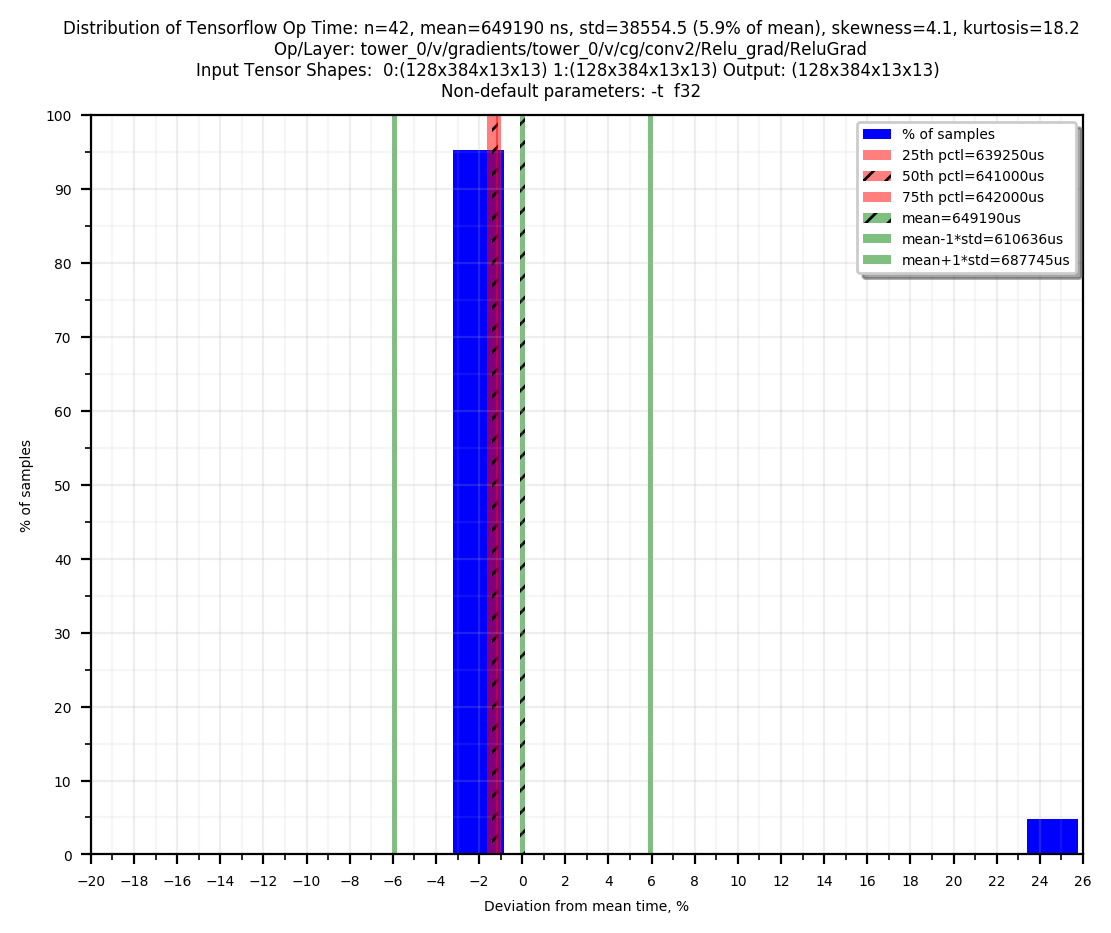 Distribution of Tensorflow Op Time: n=42, mean=649190 ns, std=38554.5 (5.9% of mean), skewness=4.1, kurtosis=18.2
Op/Layer: tower_0/v/gradients/tower_0/v/cg/conv2/Relu_grad/ReluGrad
Input Tensor Shapes:  0:(128x384x13x13) 1:(128x384x13x13) Output: (128x384x13x13)
Non-default parameters: -t  f32
% of samples
25th pctl=639250us
50th pctl=641000us
75th pctl=642000us
mean=649190us
mean-1*std=610636us
mean+1*std=687745us
100
90
80
70
60
50
40
30
20
10
0
% of samples
−20 −18 −16 −14 −12 −10 −8 −6 −4 −2 0 2 4 6 8 10 12 14 16 18 20 22 24 26
Deviation from mean time, %